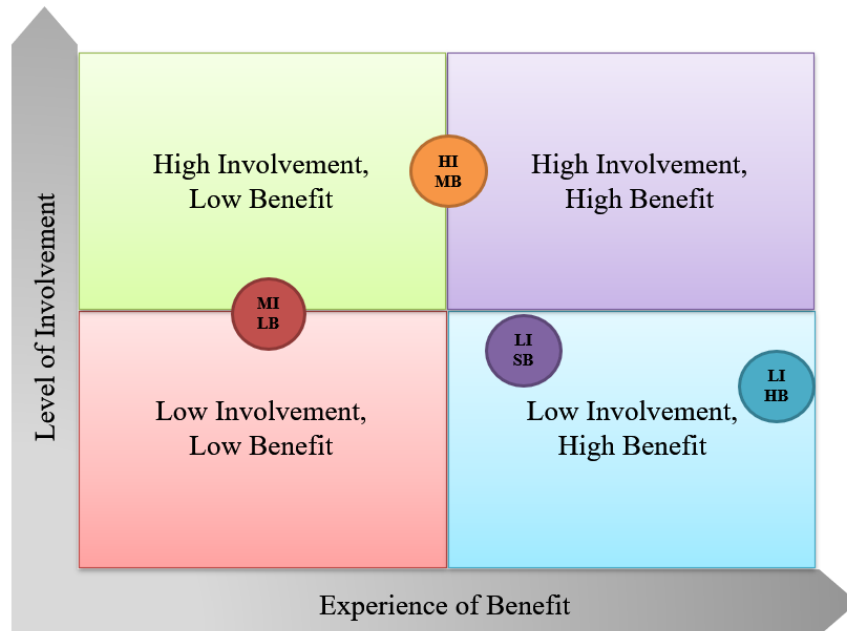 Level of Involvement
High Involvement,
Low Benefit
HI
MB
High Involvement,
High Benefit
MI
LB
LI
SB
LI
HB
Low Involvement,
Low Benefit
Low Involvement,
High Benefit
Experience of Benefit